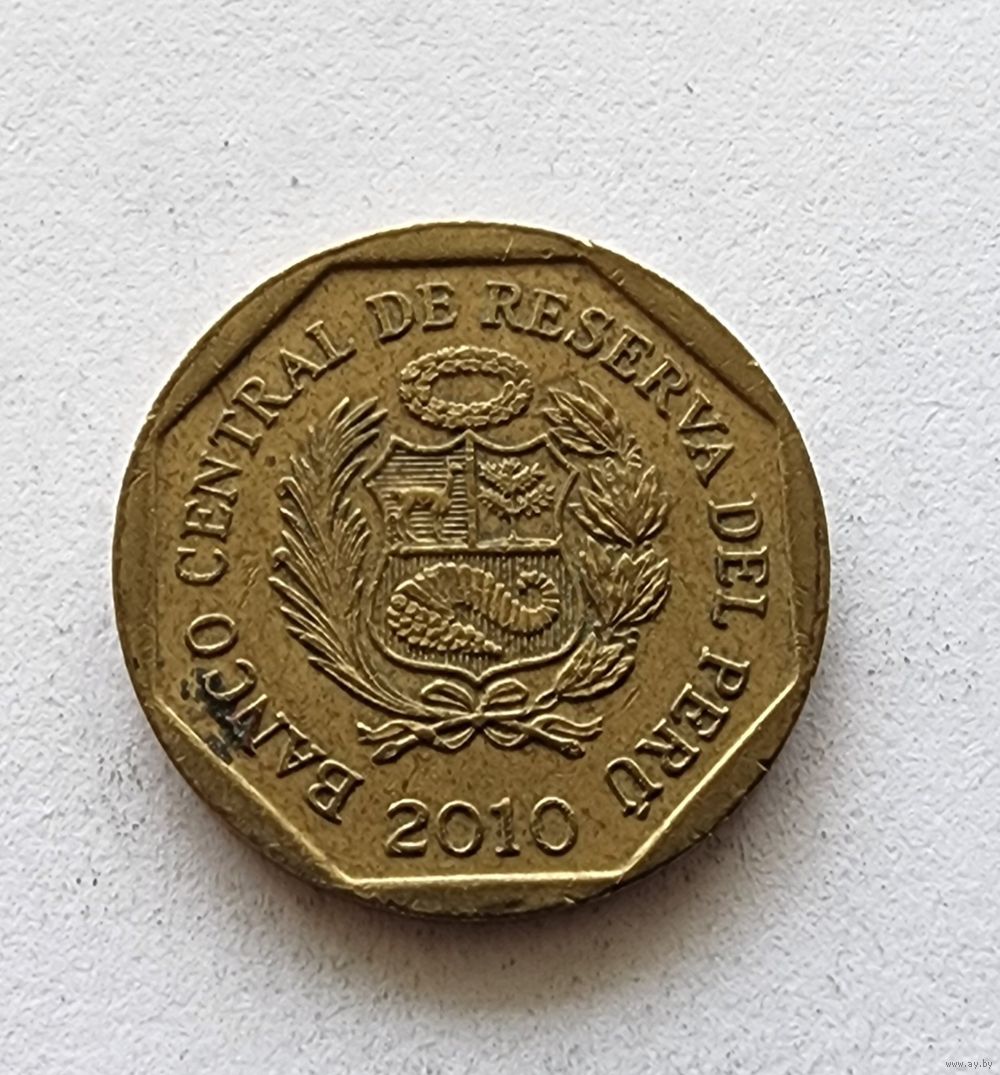 BANCO CENTRAL DE RESERVA DEL PERÚ
2010
www.ay.by